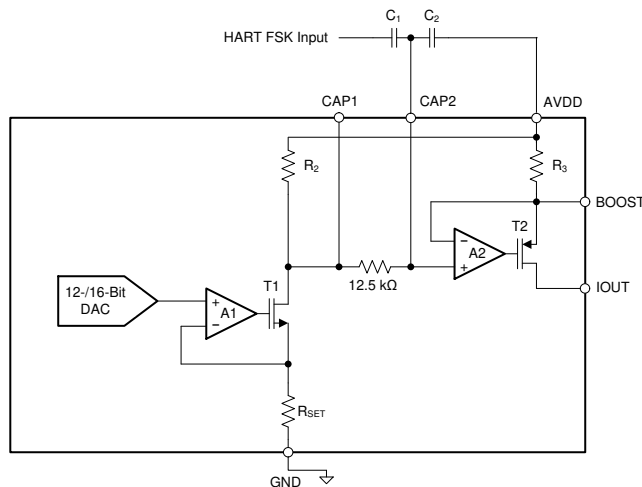 C1 C2
HART FSK Input
CAP1 CAP2 AVDD
R2 R3
BOOST
T2
−
A2
+
12.5 kΩ
IOUT
T1
12-/16-Bit
DAC
+
A1
−
RSET
GND